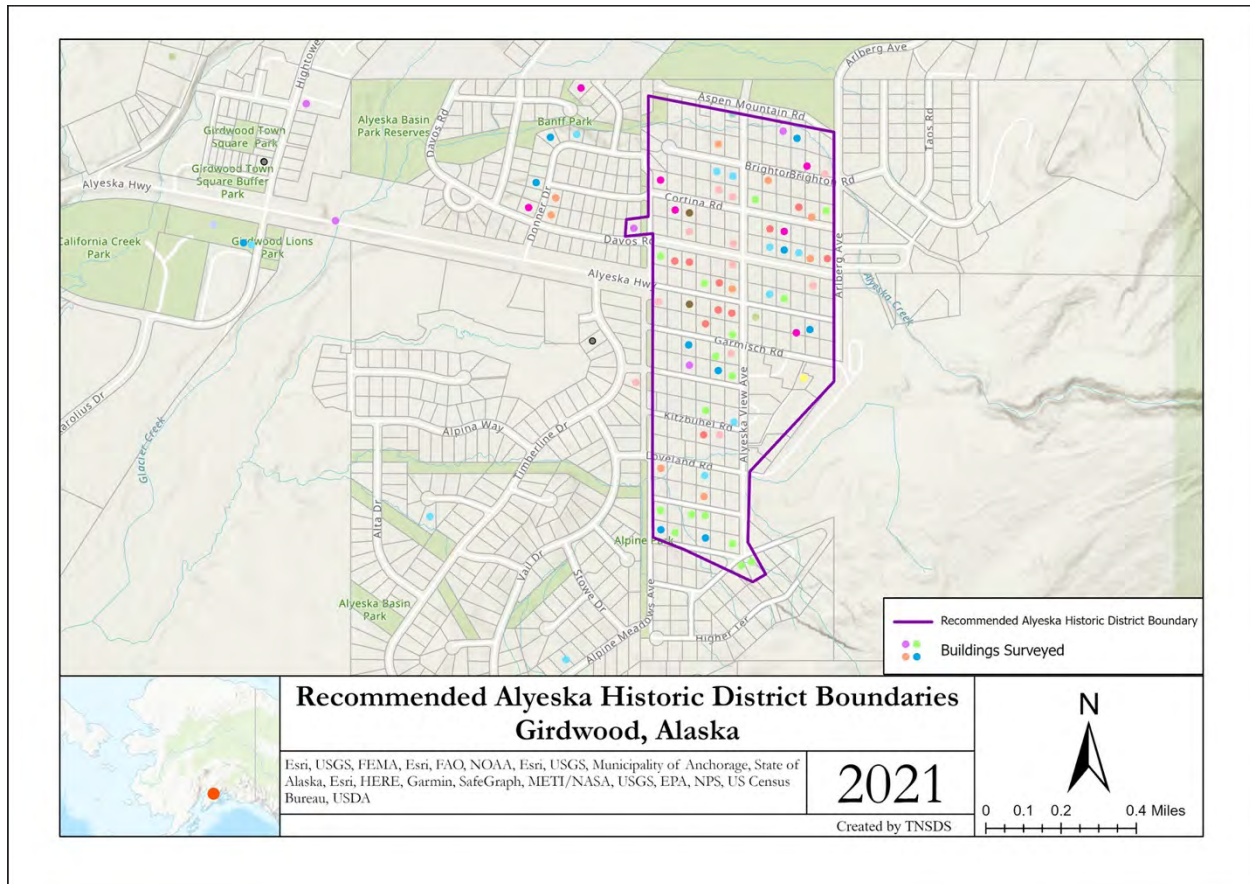 Arlberg Ave
Hightowe
Aspen Mountain Rd
Taos Rd
Girdwood Town
Square Park
Alyeska Basin
Park Reserves
Davos Rd
Banff Park
Girdwood Town
Square Buffer
Park
Brighton
Brighton Rd
Alyeska Hwy
Cortina Rd
Donner Dr
California Creek
Park
Girdwood Lions
Park
Davos Rd
Arlberg Ave
Alyeska Hwy
Alyeska Creek
Garmisch Rd
Alyeska View Ave
arolius Dr
Glacier Creek
Alpina Way
Timberline Dr
Kitzbuhel Rd
Loveland Rd
Alta Dr
Vail Dr
Stowe Dr
Alyeska Basin
Park
Alpine Meadows Ave
Higher Ter
Recommended Alyeska Historic District Boundary
Buildings Surveyed
Recommended Alyeska Historic District Boundaries
Girdwood, Alaska
Esri, USGS, FEMA, Esri, FAO, NOAA, Esri, USGS, Municipality of Anchorage, State of
Alaska, Esri, HERE, Garmin, SafeGraph, METI/NASA, USGS, EPA, NPS, US Census
Bureau, USDA
2021
Created by TNSDS
N
0 0.1 0.2 0.4 Miles